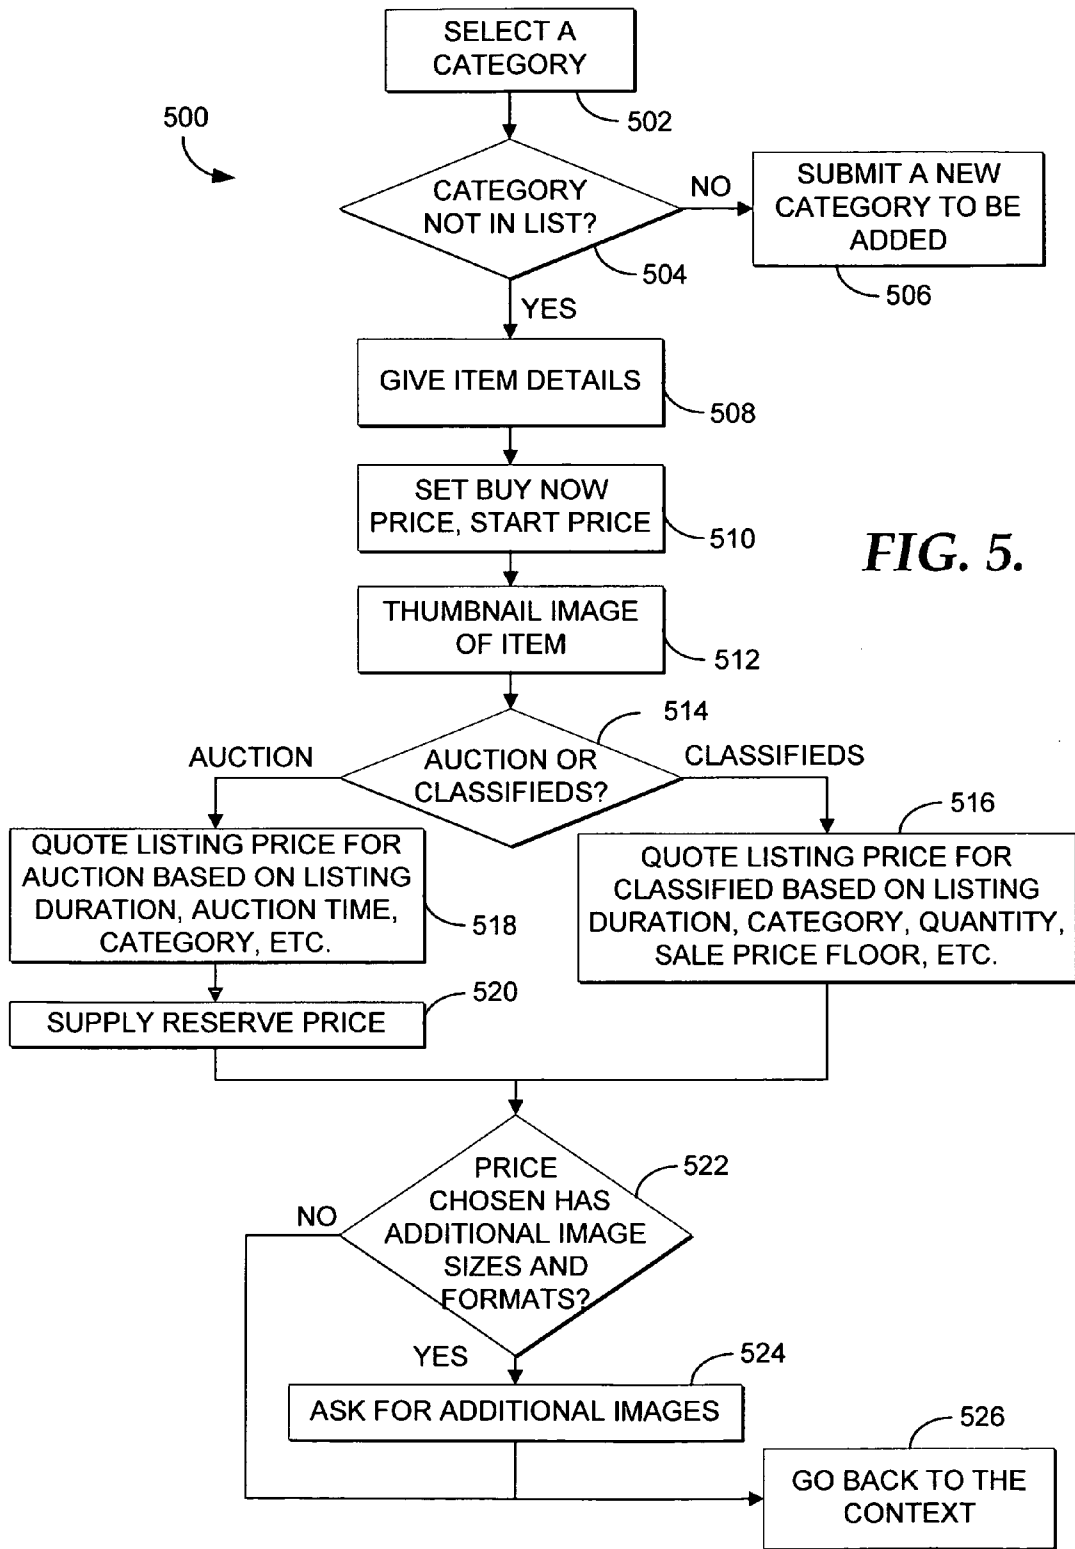 SELECT A
CATEGORY
502
500
CATEGORY
NOT IN LIST?
504
NO
SUBMIT A NEW
CATEGORY TO BE
ADDED
506
YES
GIVE ITEM DETAILS
508
SET BUY NOW
PRICE, START PRICE
510
FIG. 5.
THUMBNAIL IMAGE
OF ITEM
512
AUCTION OR
CLASSIFIEDS?
514
AUCTION
CLASSIFIEDS
QUOTE LISTING PRICE FOR
AUCTION BASED ON LISTING
DURATION, AUCTION TIME,
CATEGORY, ETC.
518
516
QUOTE LISTING PRICE FOR
CLASSIFIED BASED ON LISTING
DURATION, CATEGORY, QUANTITY,
SALE PRICE FLOOR, ETC.
SUPPLY RESERVE PRICE
520
PRICE
CHOSEN HAS
ADDITIONAL IMAGE
SIZES AND
FORMATS?
522
NO
YES
ASK FOR ADDITIONAL IMAGES
524
GO BACK TO THE
CONTEXT
526